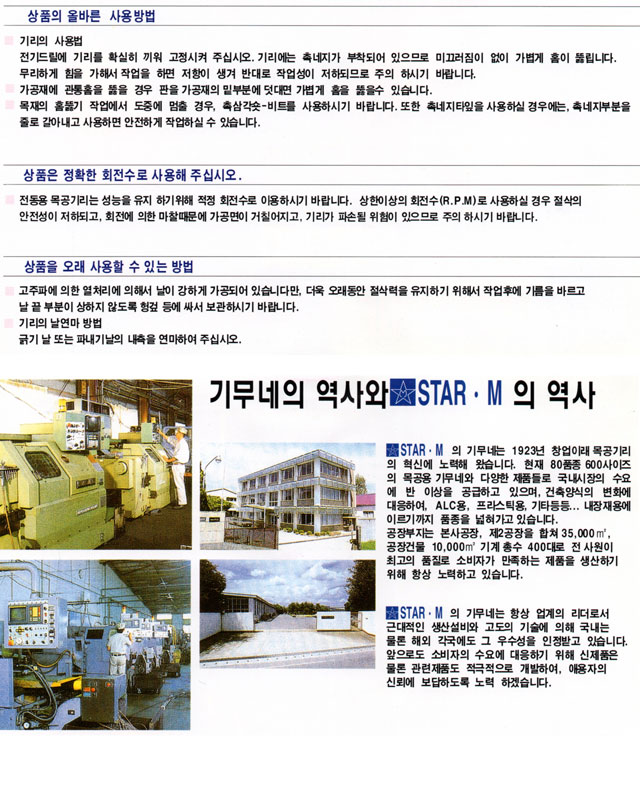 상품의 올바른 사용방법
기리의 사용법
전기드릴에 기리를 확실히 끼워 고정시켜 주십시오. 기리에는 촉네지가 부착되어 있으므로 미끄러짐이 없이 가볍게 홈이 뚫립니다.
무리하게 힘을 가해서 작업을 하면 저항이 생겨 반대로 작업성이 저하되므로 주의 하시기 바랍니다.
가공재에 관통홈을 뚫을 경우 판을 가공재의 밑부분에 덧대면 가볍게 홈을 뚫을수 있습니다.
목재의 홈뚫기 작업에서 도중에 멈출 경우, 촉삼각숏-비트를 사용하시기 바랍니다. 또한 촉네지타잎을 사용하실 경우에는, 촉네지부분을
줄로 갈아내고 사용하면 안전하게 작업하실 수 있습니다.
상품은 정확한 회전수로 사용해 주십시오.
전동용 목공기리는 성능을 유지 하기위해 적정 회전수로 이용하시기 바랍니다. 상한이상의 회전수(R.P.M)로 사용하실 경우 절삭의
안전성이 저하되고, 회전에 의한 마찰때문에 가공면이 거칠어지고, 기리가 파손될 위험이 있으므로 주의 하시기 바랍니다.
상품을 오래 사용할 수 있는 방법
고주파에 의한 열처리에 의해서 날이 강하게 가공되어 있습니다만, 더욱 오래동안 절삭력을 유지하기 위해서 작업후에 기름을 바르고
날 끝 부분이 상하지 않도록 헝겊 등에 싸서 보관하시기 바랍니다.
기리의 날연마 방법
긁기 날 또는 파내기날의 내측을 연마하여 주십시오.
기무네의 역사와 STAR·M 의 역사
STAR·M 의 기무네는 1923년 창업이래 목공기리
의 혁신에 노력해 왔습니다. 현재 80품종 600사이즈
의 목공용 기무네와 다양한 제품들로 국내시장의 수요
에 반 이상을 공급하고 있으며, 건축양식의 변화에
대응하여, ALC용, 프라스틱용, 기타등등... 내장재용에
이르기까지 품종을 넓혀가고 있습니다.
공장부지는 본사공장, 제2공장을 합쳐 35,000㎡,
공장건물 10,000㎡ 기계 총수 400대로 전 사원이
최고의 품질로 소비자가 만족하는 제품을 생산하기
위해 항상 노력하고 있습니다.
STAR·M 의 기무네는 항상 업계의 리더로서
근대적인 생산설비와 고도의 기술에 의해 국내는
물론 해외 각국에도 그 우수성을 인정받고 있습니다.
앞으로도 소비자의 수요에 대응하기 위해 신제품은
물론 관련제품도 적극적으로 개발하여, 애용자의
신뢰에 보답하도록 노력 하겠습니다.